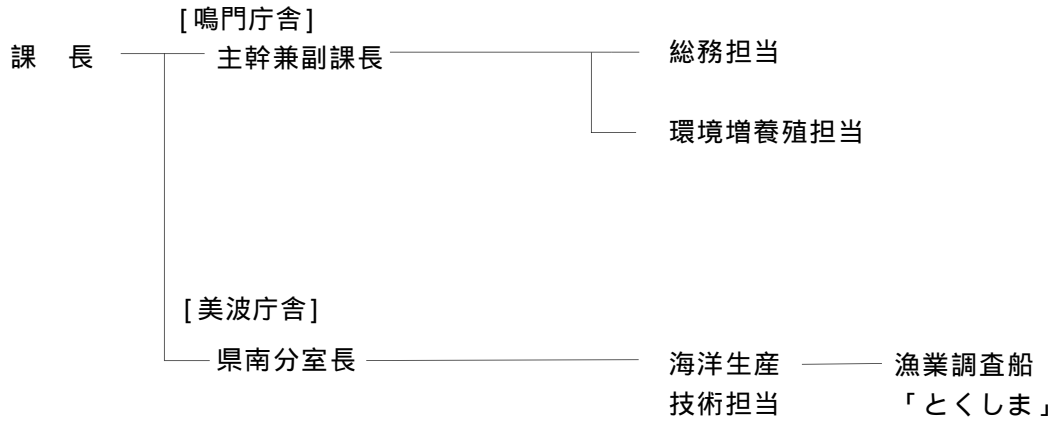 [鳴門庁舎]
課　長　主幹兼副課長　総務担当
環境増養殖担当
[美波庁舎]
県南分室長　海洋生産　漁業調査船
技術担当　「とくしま」